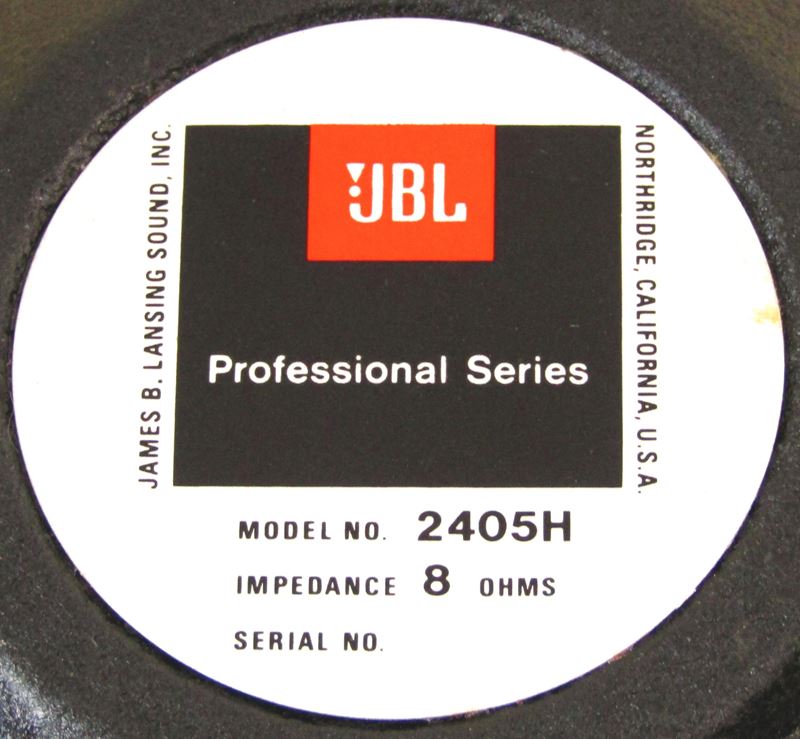 JBL
Professional Series
JAMES B. LANSING SOUND, INC.
NORTHRIDGE, CALIFORNIA, U.S.A.
MODEL NO. 2405H
IMPEDANCE 8 OHMS
SERIAL NO.